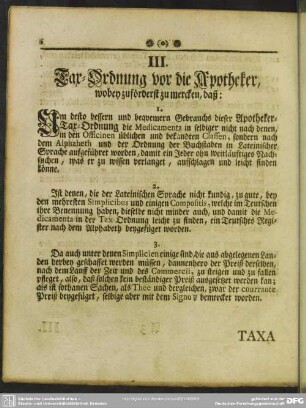 6
III.
Tax-Ordnung vor die Apotheker,
wobey zuförderst zu mercken, daß:
1.
Zum desto bessern und bequemern Gebrauch dieser Apotheker-
Tax-Ordnung die Medicamenta in selbiger nicht nach denen,
in den Officinen üblichen und bekandten Classen, sondern nach
dem Alphabeth und der Ordnung der Buchstaben in Lateinischer
Sprache aufgeführet worden, damit ein Jeder ohn weitläuftiges Nach-
suchen, was er zu wissen verlanget, aufschlagen und leicht finden
könne.
2.
Ist denen, die der Lateinischen Sprache nicht kundig, zu gute, bey
den mehresten Simplicibus und einigen Compositis, welche im Teutschen
ihre Benennung haben, dieselbe nicht minder auch, und damit die Me-
dicamenta in der Tax Ordnung leicht zu finden, ein Teutsches Regi-
ster nach dem Alphabeth beygefüget worden.
3.
Da auch unter denen Simplicien einige sind, die aus abgelegenen Lan-
den derbey geschaffet werden müssen, dannenhero der Preiß derselben,
nach dem Lauff der Zeit und des Commercii, zu steigen und zu fallen
pfleget, also, daß solchen kein beständiger Preiß ausgesetzet worden kan;
als ist sothanen Sachen, als Thee und dergleichen, zwar der courrente
Preiß beygefüget, selbige aber mit dem Signo ▽ bemercket worden.
TAXA